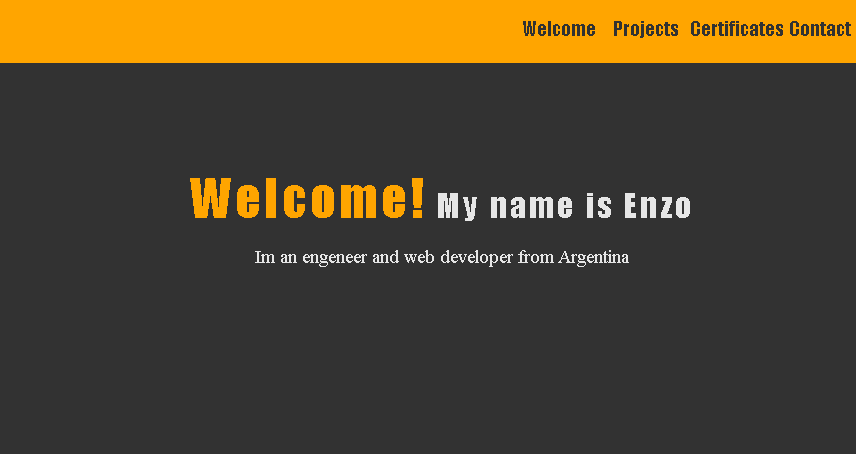 Welcome Projects Certificates Contact
Welcome! My name is Enzo
Im an engeneer and web developer from Argentina